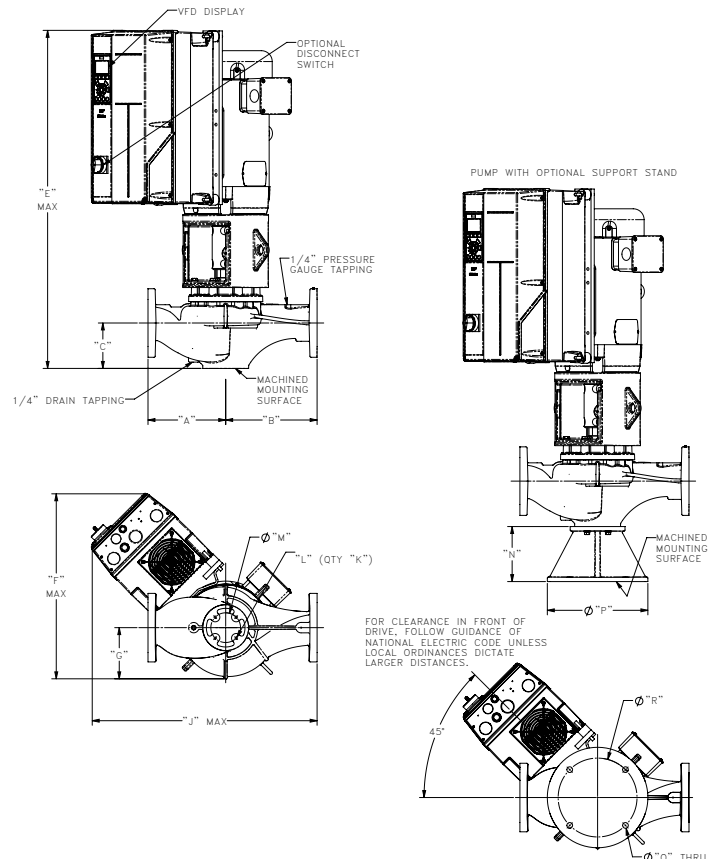 VFD DISPLAY
OPTIONAL
DISCONNECT
SWITCH
"E"
MAX
1/4" PRESSURE
GAUGE TAPPING
"C"
1/4" DRAIN TAPPING
MACHINED
MOUNTING
SURFACE
"A"
"B"
PUMP WITH OPTIONAL SUPPORT STAND
"N"
MACHINED
MOUNTING
SURFACE
Ø "P"
"F"
MAX
Ø "M"
"L" (QTY "K")
"G"
"J" MAX
FOR CLEARANCE IN FRONT OF
DRIVE, FOLLOW GUIDANCE OF
NATIONAL ELECTRIC CODE UNLESS
LOCAL ORDINANCES DICTATE
LARGER DISTANCES.
45°
Ø "R"
Ø "O" THRU